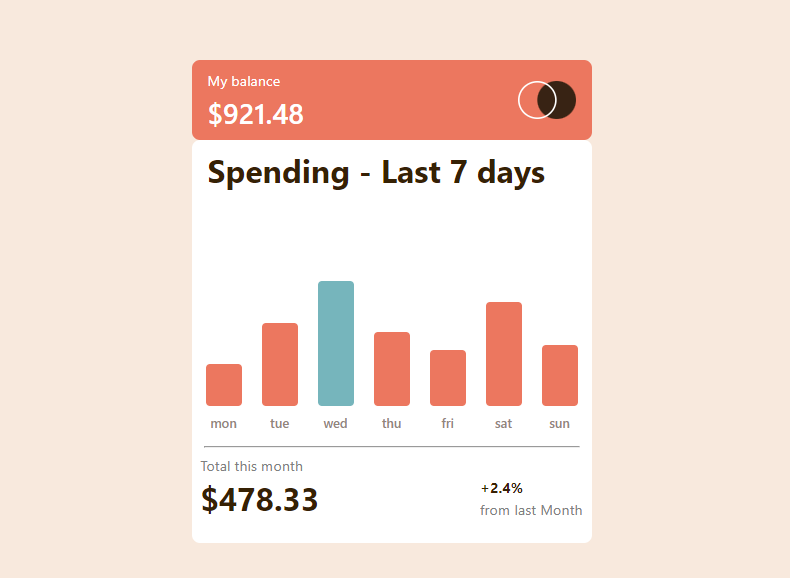 My balance
$921.48
Spending - Last 7 days
mon tue wed thu fri sat sun
Total this month
$478.33
+2.4%
from last Month